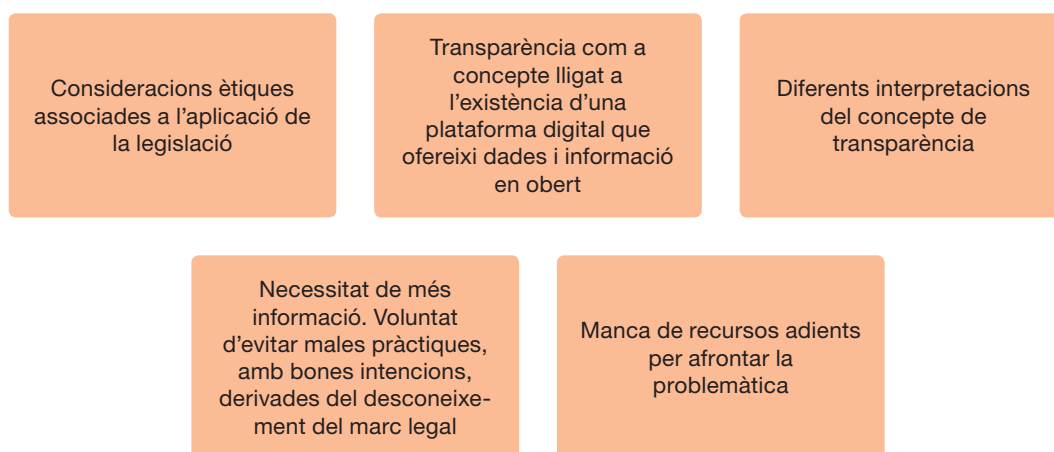 Consideracions ètiques
associades a l’aplicació de
la legislació
Transparència com a
concepte lligat a
l’existència d’una
plataforma digital que
ofereixi dades i informació
en obert
Diferents interpretacions
del concepte de
transparència
Necessitat de més
informació. Voluntat
d’evitar males pràctiques,
amb bones intencions,
derivades del desconeixe-
ment del marc legal
Manca de recursos adients
per afrontar la
problemàtica